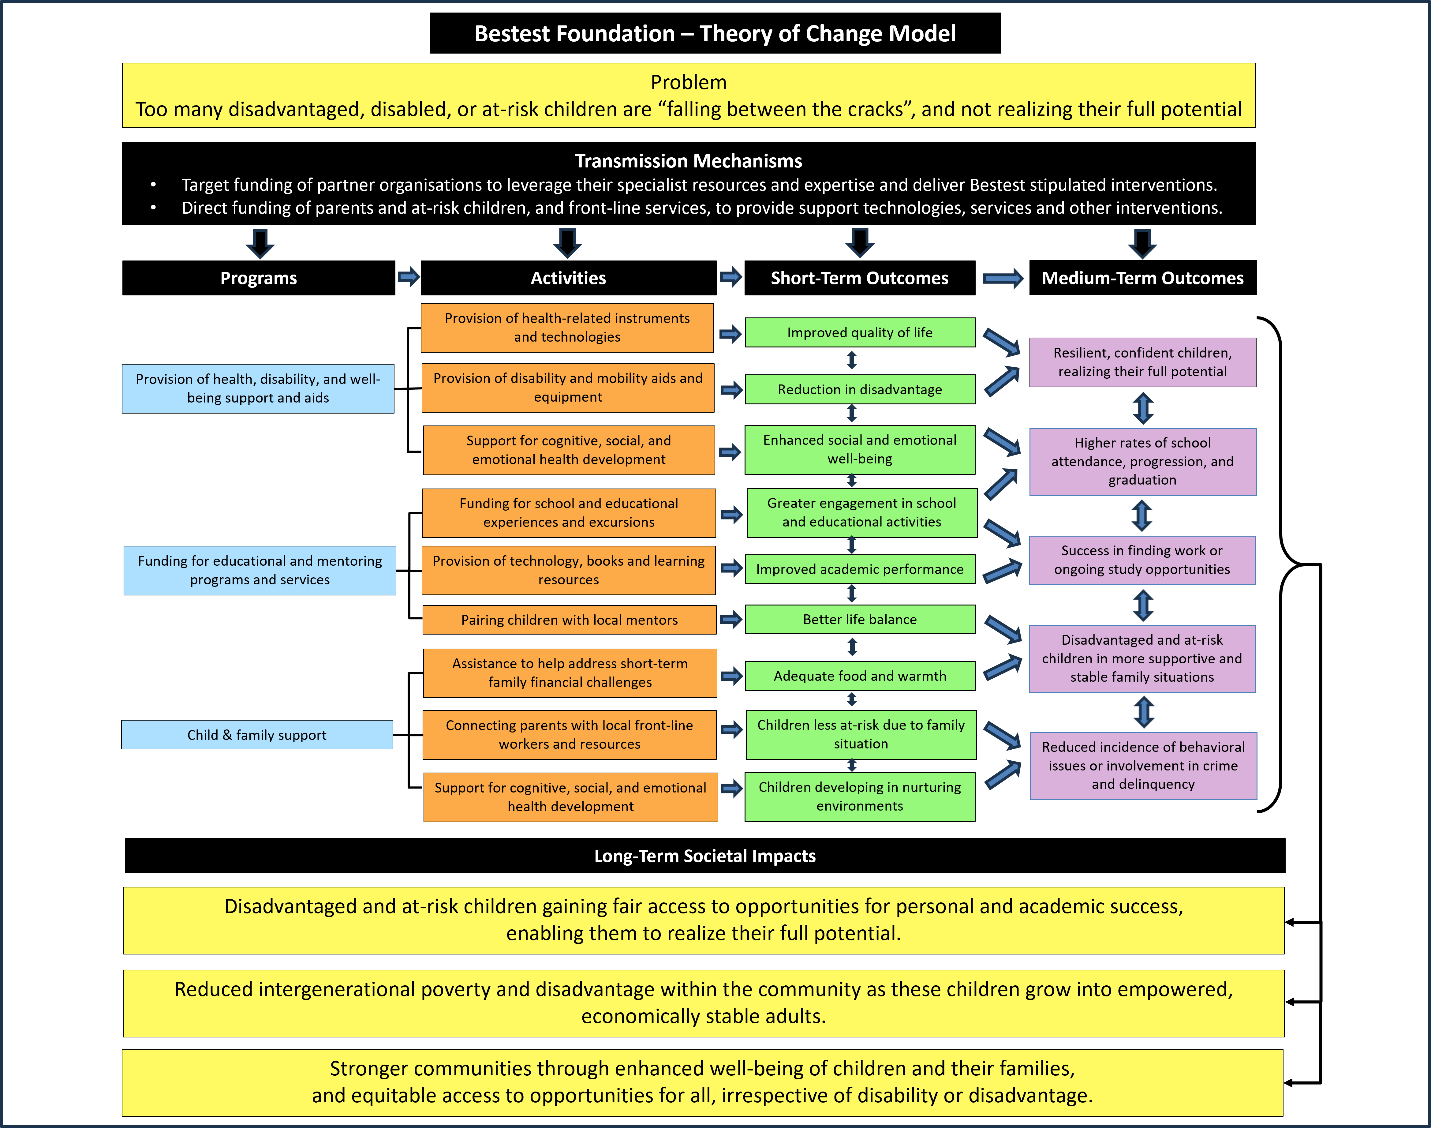 Bestest Foundation – Theory of Change Model
Problem
Too many disadvantaged, disabled, or at-risk children are “falling between the cracks”, and not realizing their full potential
Transmission Mechanisms
• Target funding of partner organisations to leverage their specialist resources and expertise and deliver Bestest stipulated interventions.
• Direct funding of parents and at-risk children, and front-line services, to provide support technologies, services and other interventions.
Programs
Activities
Short-Term Outcomes
Medium-Term Outcomes
Provision of health, disability, and well-
being support and aids
Funding for educational and mentoring
programs and services
Child & family support
Provision of health-related instruments
and technologies
Provision of disability and mobility aids and
equipment
Support for cognitive, social, and
emotional health development
Funding for school and educational
experiences and excursions
Provision of technology, books and learning
resources
Pairing children with local mentors
Assistance to help address short-term
family financial challenges
Connecting parents with local front-line
workers and resources
Support for cognitive, social, and emotional
health development
Improved quality of life
Reduction in disadvantage
Enhanced social and emotional
well-being
Greater engagement in school
and educational activities
Improved academic performance
Better life balance
Adequate food and warmth
Children less at-risk due to family
situation
Children developing in nurturing
environments
Resilient, confident children,
realizing their full potential
Higher rates of school
attendance, progression, and
graduation
Success in finding work or
ongoing study opportunities
Disadvantaged and at-risk
children in more supportive and
stable family situations
Reduced incidence of behavioral
issues or involvement in crime
and delinquency
Long-Term Societal Impacts
Disadvantaged and at-risk children gaining fair access to opportunities for personal and academic success,
enabling them to realize their full potential.
Reduced intergenerational poverty and disadvantage within the community as these children grow into empowered,
economically stable adults.
Stronger communities through enhanced well-being of children and their families,
and equitable access to opportunities for all, irrespective of disability or disadvantage.